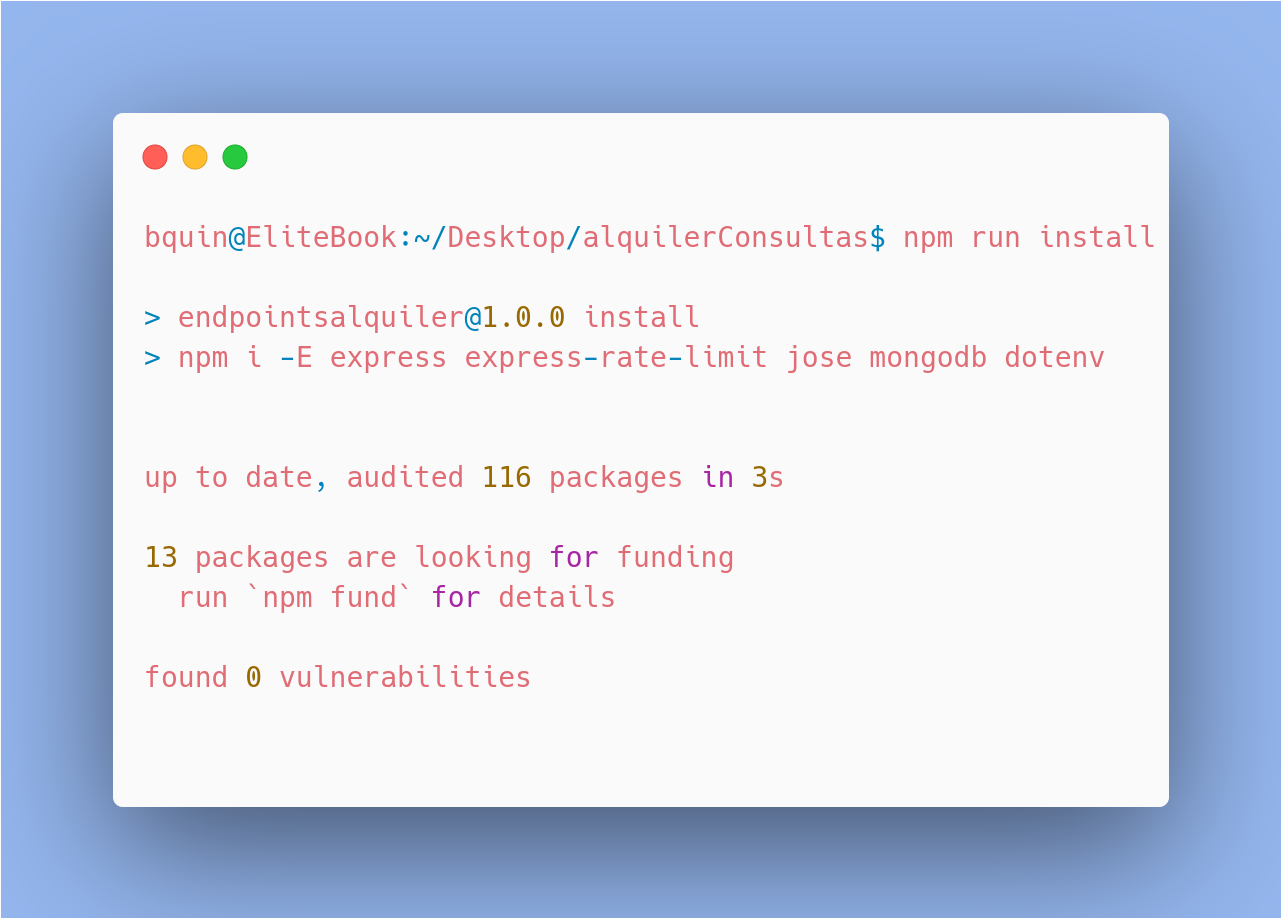 bquin@EliteBook:~/Desktop/alquilerConsultas$ npm run install
> endpointsalquiler@1.0.0 install
> npm i -E express express-rate-limit jose mongodb dotenv
up to date, audited 116 packages in 3s
13 packages are looking for funding
  run `npm fund` for details
found 0 vulnerabilities